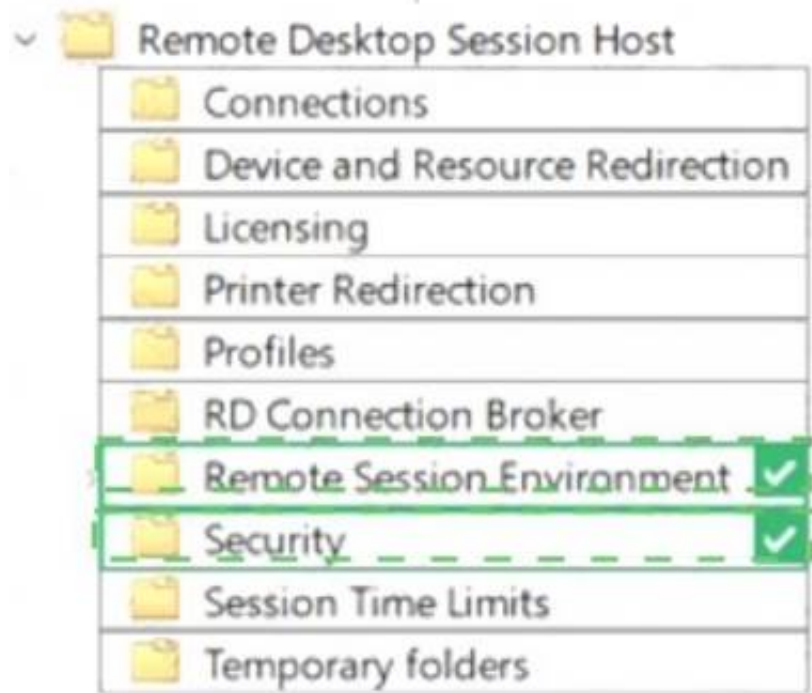 Remote Desktop Session Host
Connections
Device and Resource Redirection
Licensing
Printer Redirection
Profiles
RD Connection Broker
Remote Session Environment
Security
Session Time Limits
Temporary folders